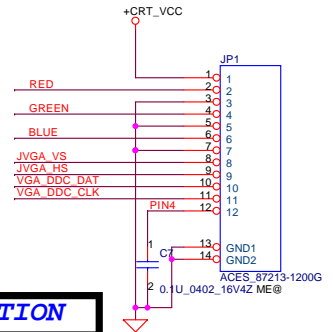 +CRT_VCC
JP1
1 1
RED 2 2
3 3
GREEN 4 4
5 5
BLUE 6 6
7 7
JVGA_VS 8 8
JVGA_HS 9 9
VGA_DDC_DAT 10 10
VGA_DDC_CLK 11 11
PIN4 12 12
13 GND1
14 GND2
1
C7
2
0.1U_0402_16V4Z ME@
ACES_87213-1200G
TION